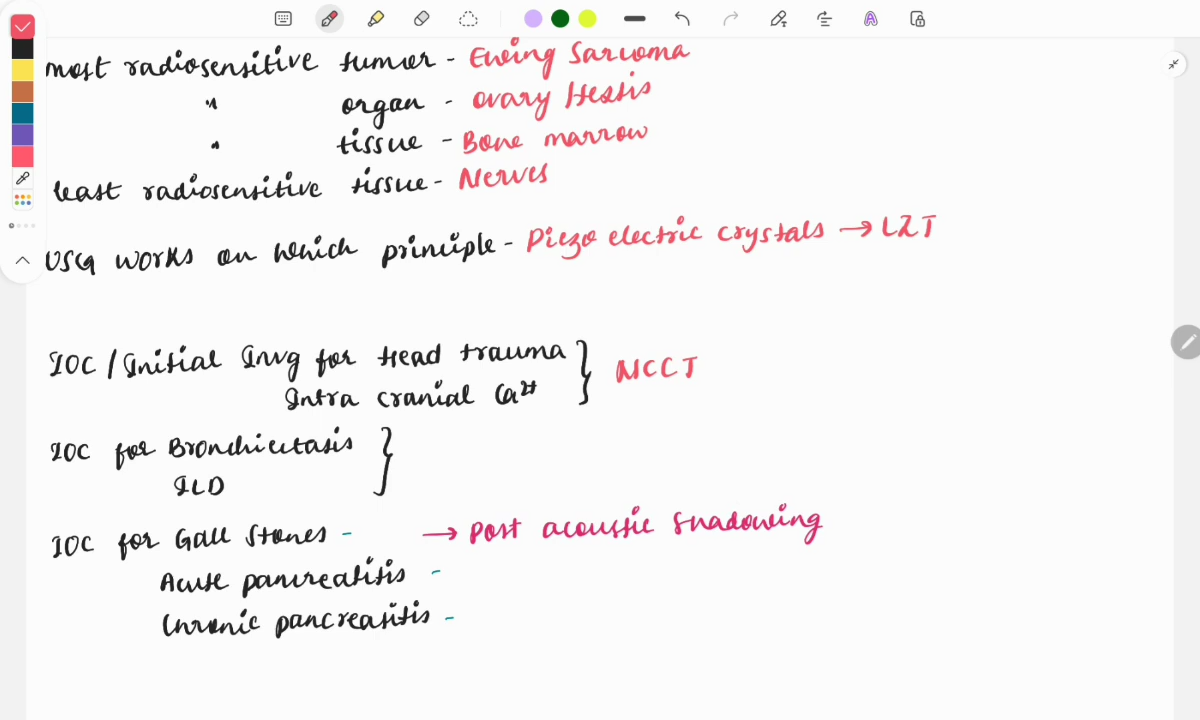 most radiosensitive tumor - Ewing Sarcoma
" organ - ovary / testis
" tissue - Bone marrow
least radiosensitive tissue - Nerves
USG works on which principle - Piezo electric crystals → LZT
IOC / Initial Invg for Head trauma } NCCT
Intra cranial Ca²⁺
IOC for Bronchiectasis }
ILD
IOC for Gall stones - → Post acoustic shadowing
Acute pancreatitis -
Chronic pancreatitis -